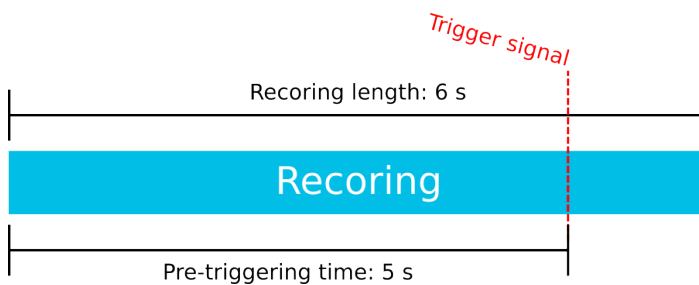 Trigger signal
Recoring length: 6 s
Recoring
Pre-triggering time: 5 s